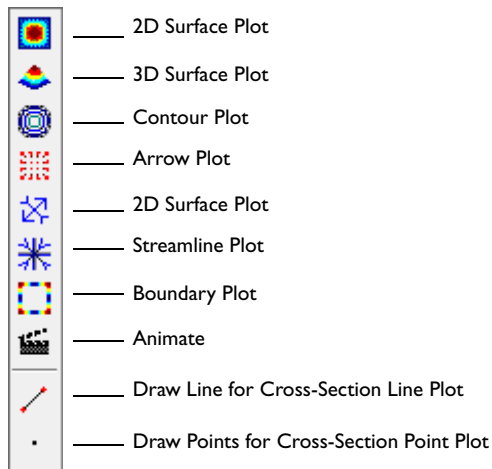 2D Surface Plot
3D Surface Plot
Contour Plot
Arrow Plot
2D Surface Plot
Streamline Plot
Boundary Plot
Animate
Draw Line for Cross-Section Line Plot
Draw Points for Cross-Section Point Plot